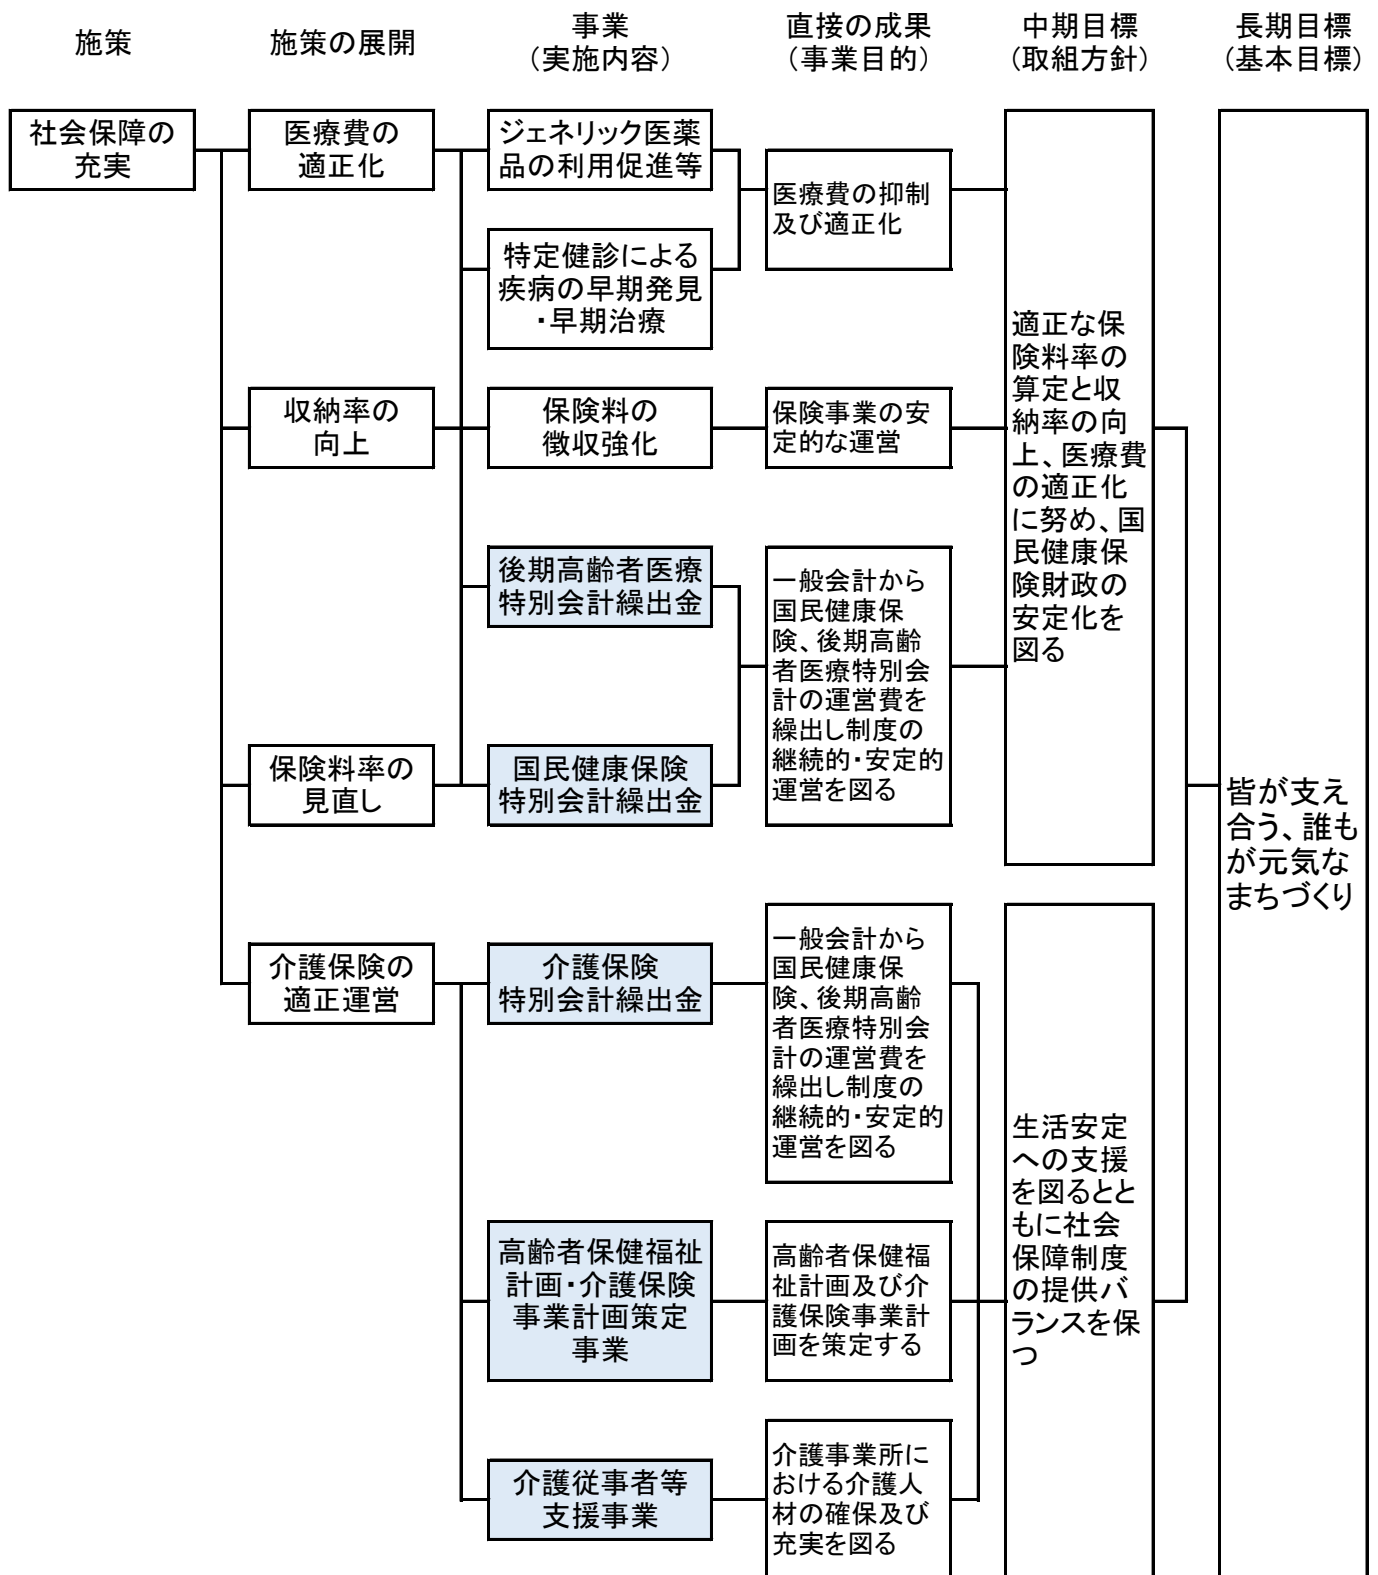 施策
施策の展開
事業
（実施内容）
直接の成果
（事業目的）
中期目標
（取組方針）
長期目標
（基本目標）
社会保障の
充実
医療費の
適正化
ジェネリック医薬
品の利用促進等
医療費の抑制
及び適正化
特定健診による
疾病の早期発見
・早期治療
収納率の
向上
保険料の
徴収強化
保険事業の安
定的な運営
後期高齢者医療
特別会計繰出金
一般会計から
国民健康保
険、後期高齢
者医療特別会
計の運営費を
繰出し制度の
継続的・安定的
運営を図る
保険料率の
見直し
国民健康保険
特別会計繰出金
適正な保
険料率の
算定と収
納率の向
上、医療費
の適正化
に努め、国
民健康保
険財政の
安定化を
図る
皆が支え
合う、誰も
が元気な
まちづくり
介護保険の
適正運営
介護保険
特別会計繰出金
一般会計から
国民健康保
険、後期高齢
者医療特別会
計の運営費を
繰出し制度の
継続的・安定的
運営を図る
高齢者保健福祉
計画・介護保険
事業計画策定
事業
高齢者保健福
祉計画及び介
護保険事業計
画を策定する
生活安定
への支援
を図るとと
もに社会
保障制度
の提供バ
ランスを保
つ
介護従事者等
支援事業
介護事業所に
おける介護人
材の確保及び
充実を図る